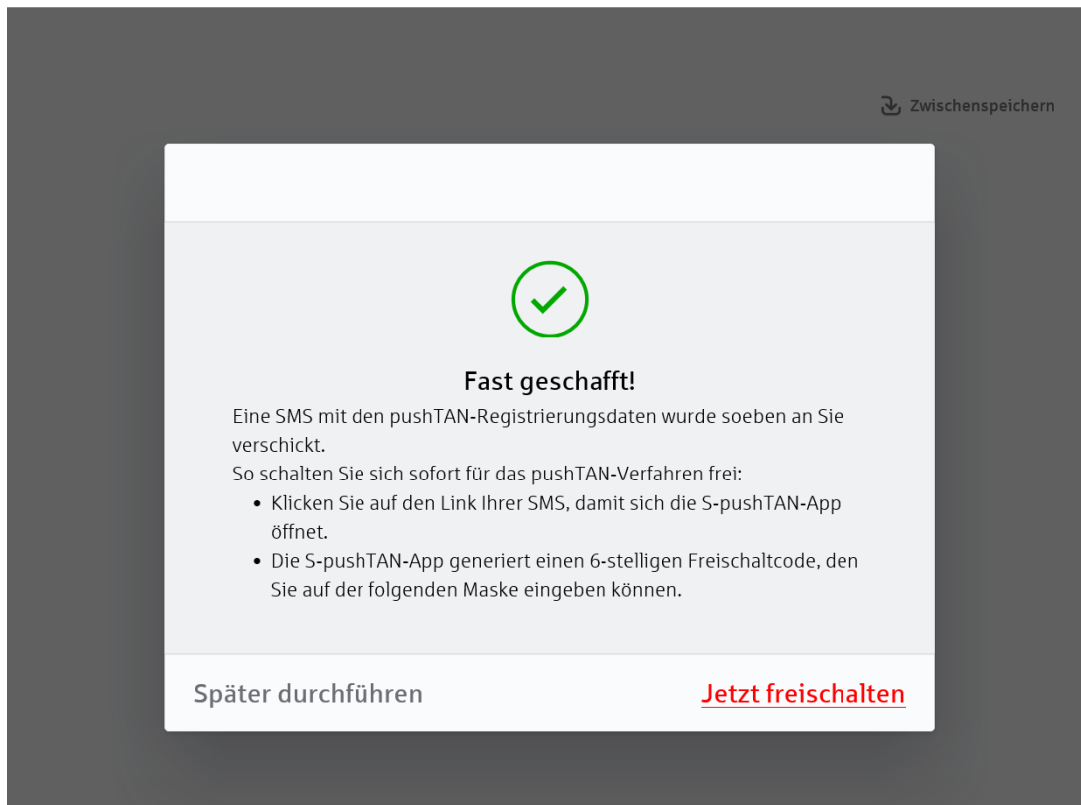 Zwischenspeichern
Fast geschafft!
Eine SMS mit den pushTAN-Registrierungsdaten wurde soeben an Sie
verschickt.
So schalten Sie sich sofort für das pushTAN-Verfahren frei:
• Klicken Sie auf den Link Ihrer SMS, damit sich die S-pushTAN-App
öffnet.
• Die S-pushTAN-App generiert einen 6-stelligen Freischaltcode, den
Sie auf der folgenden Maske eingeben können.
Später durchführen
Jetzt freischalten